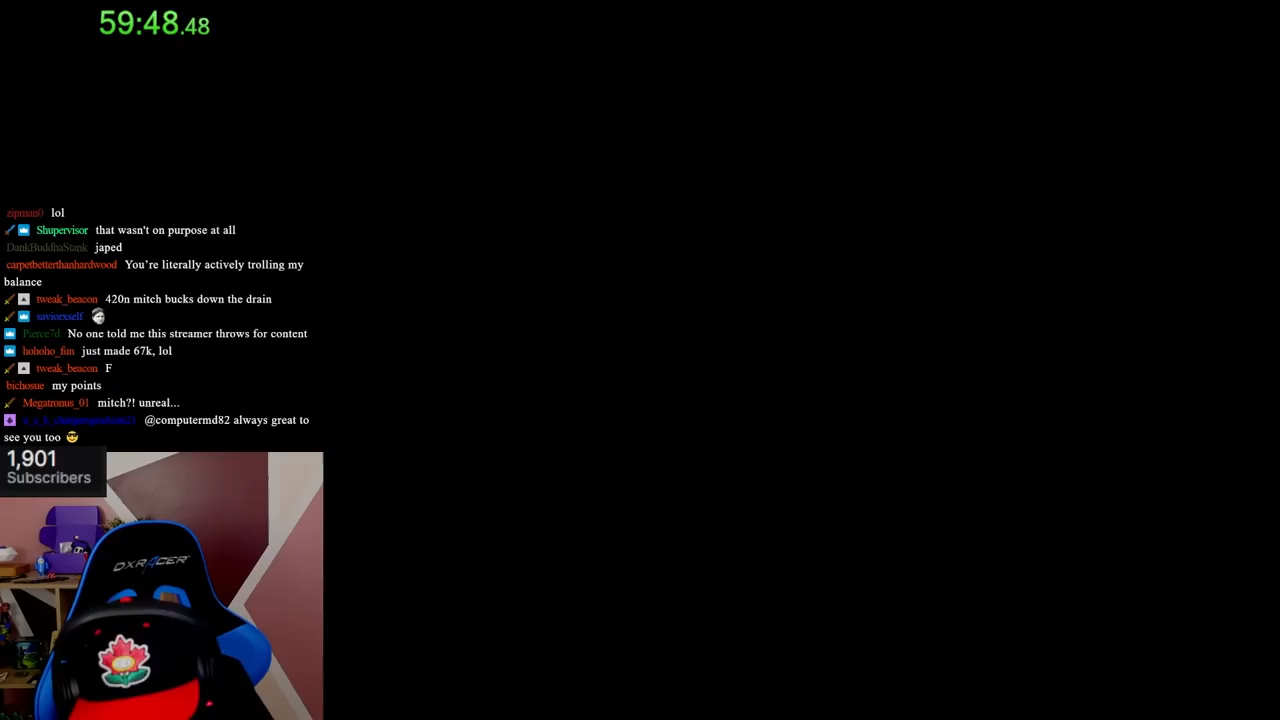 59:48.48
zipman0 lol
Shupervisor that wasn't on purpose at all
DankBuddhaStank japed
carpetbetterthanhardwood You're literally actively trolling my
balance
tweak_beacon 420n mitch bucks down the drain
saviorxself
Pierce7d No one told me this streamer throws for content
hohoho_fun just made 67k, lol
tweak_beacon F
bichosue my points
Megatronus_01 mitch?! unreal...
@computermd82 always great to
see you too 😎
1,901
Subscribers
DXRACER